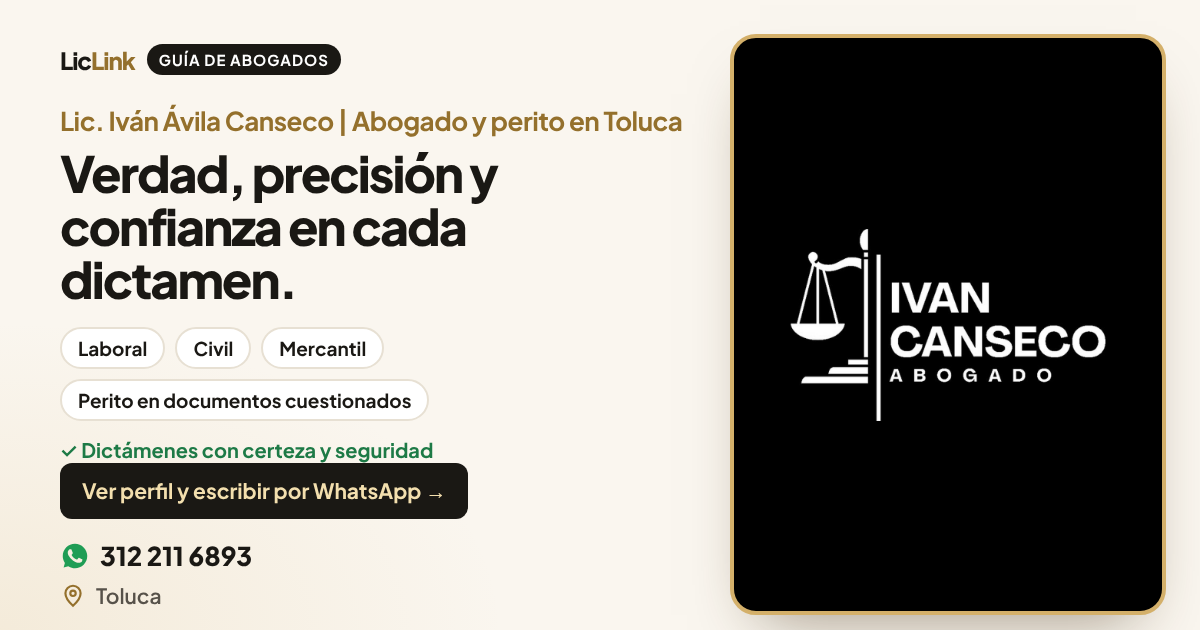 LicLink GUÍA DE ABOGADOS
Lic. Iván Ávila Canseco | Abogado y perito en Toluca
Verdad, precisión y
confianza en cada
dictamen.
Laboral Civil Mercantil
Perito en documentos cuestionados
✓ Dictámenes con certeza y seguridad
Ver perfil y escribir por WhatsApp →
312 211 6893
Toluca
IVAN
CANSECO
ABOGADO